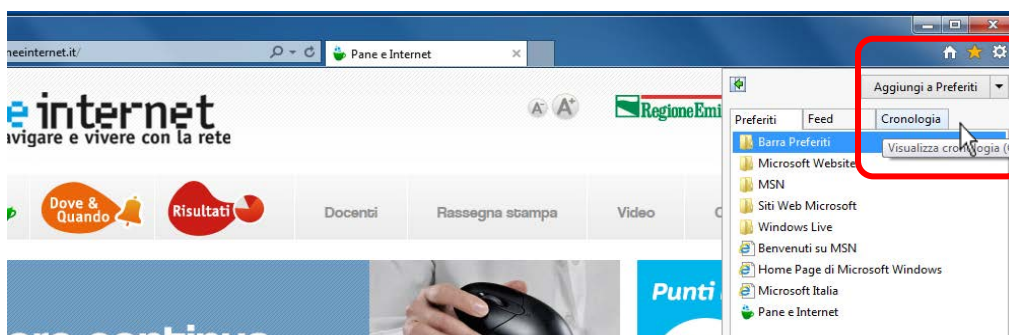 neeinternet.it/
Pane e Internet
e internet
avigare e vivere con la rete
A- A+
RegioneEmi
Aggiungi a Preferiti
Preferiti Feed Cronologia
Visualizza cronologia (
Barra Preferiti
Microsoft Website
MSN
Siti Web Microsoft
Windows Live
Benvenuti su MSN
Home Page di Microsoft Windows
Microsoft Italia
Pane e Internet
Dove &
Quando
Risultati
Docenti Rassegna stampa Video
Punti